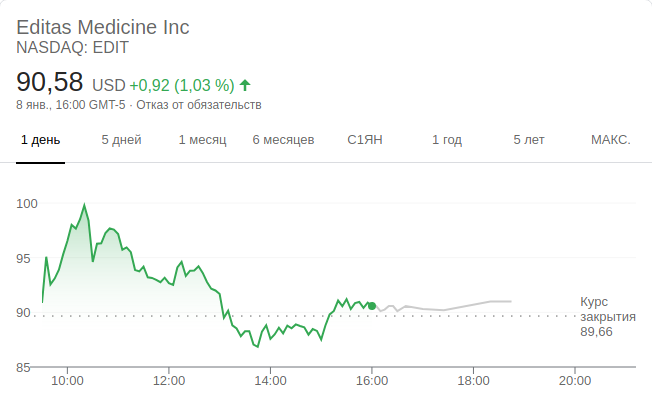 Editas Medicine Inc
NASDAQ: EDIT
90,58 USD +0,92 (1,03 %)
8 янв., 16:00 GMT-5 · Отказ от обязательств
1 день 5 дней 1 месяц 6 месяцев С1ЯН 1 год 5 лет МАКС.
100
95
90
85
Курс
закрытия
89,66
10:00 12:00 14:00 16:00 18:00 20:00